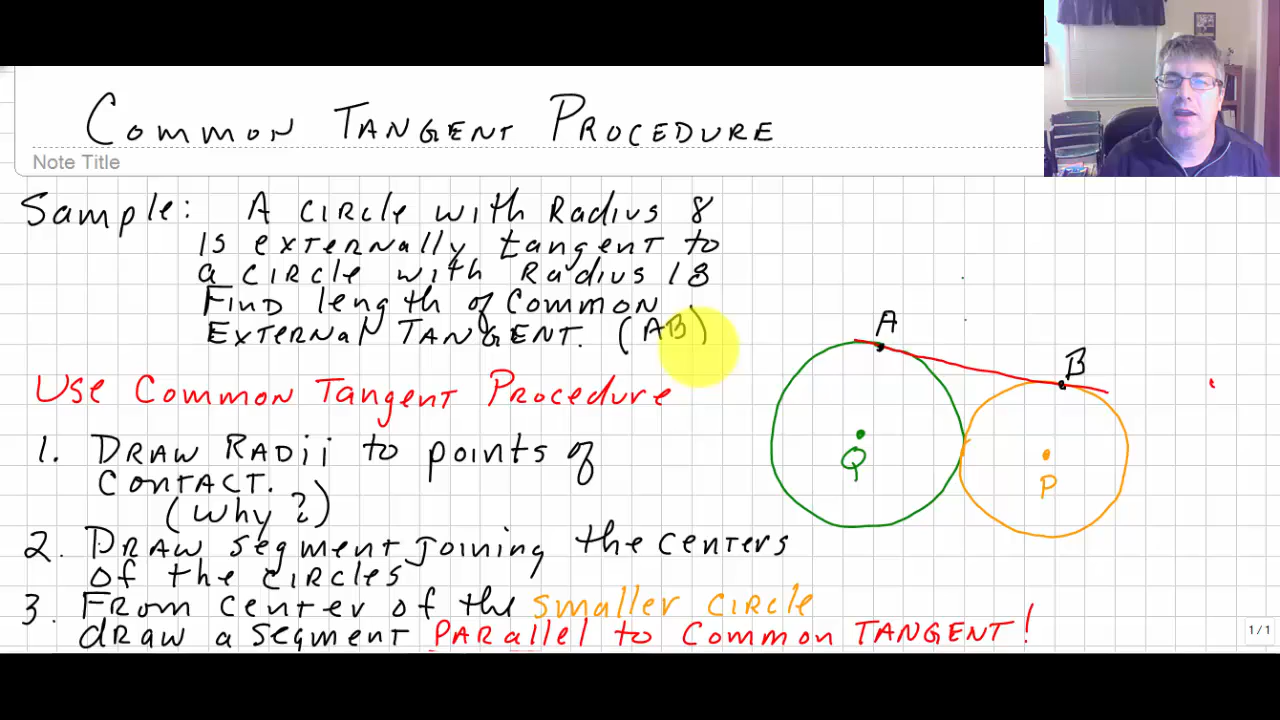 Common Tangent Procedure
Note Title
Sample: A circle with Radius 8
is externally tangent to
a circle with Radius 18
Find length of Common
External Tangent. (AB)
Use Common Tangent Procedure
1. Draw Radii to points of
Contact.
(Why?)
2. Draw segment joining the centers
of the circles
3. From center of the smaller circle
draw a segment parallel to Common Tangent!
A
B
Q
P
1/1